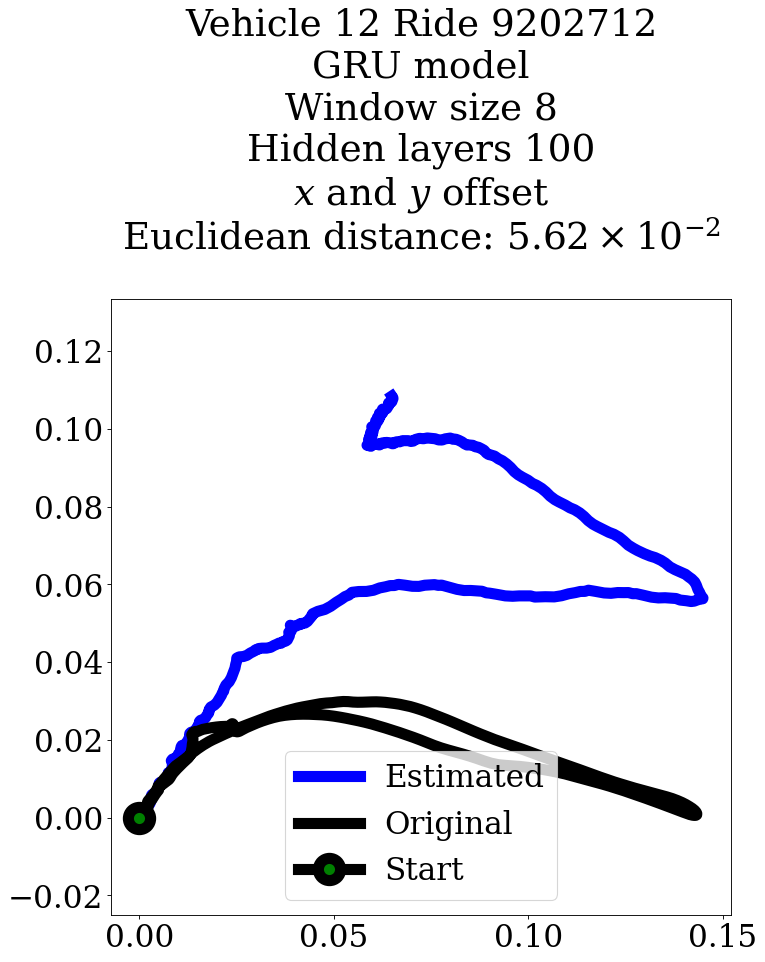 Vehicle 12 Ride 9202712
GRU model
Window size 8
Hidden layers 100
x and y offset
Euclidean distance: 5.62 × 10⁻²
0.12
0.10
0.08
0.06
0.04
0.02
0.00
−0.02
Estimated
Original
Start
0.00 0.05 0.10 0.15